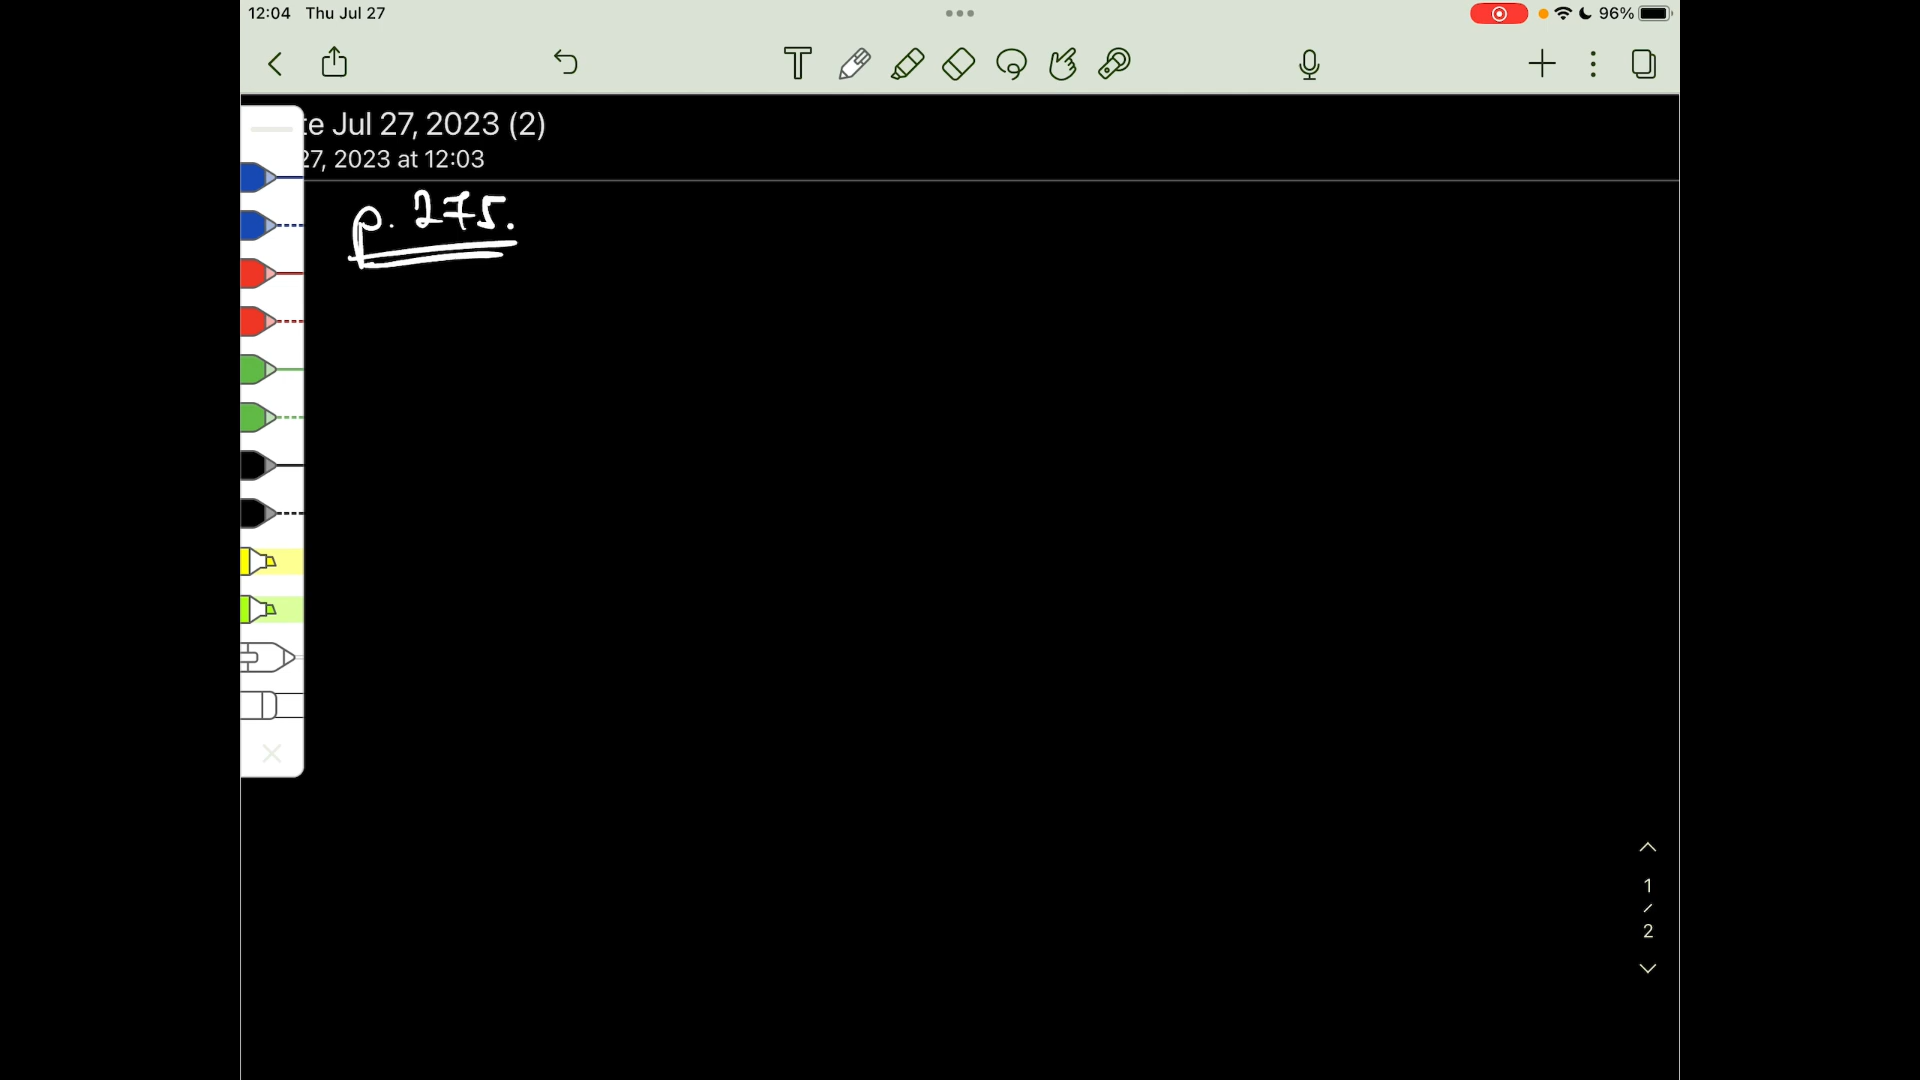 12:04 Thu Jul 27
96%
T
te Jul 27, 2023 (2)
27, 2023 at 12:03
p. 275.
1
/
2